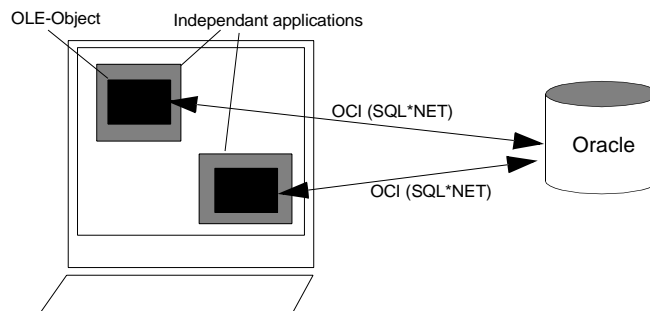 OLE-Object
Independant applications
OCI (SQL*NET)
Oracle
OCI (SQL*NET)